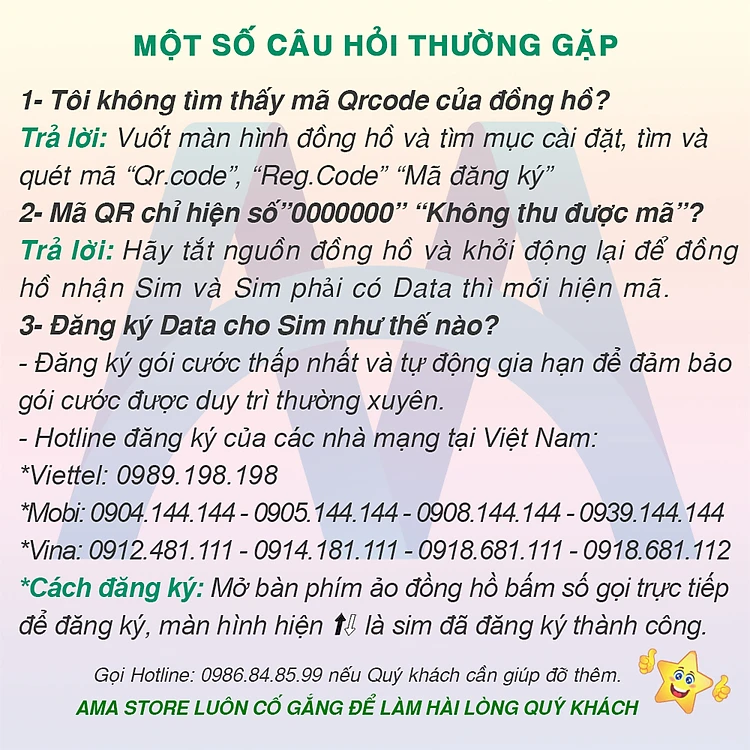 MỘT SỐ CÂU HỎI THƯỜNG GẶP
1- Tôi không tìm thấy mã Qrcode của đồng hồ?
Trả lời: Vuốt màn hình đồng hồ và tìm mục cài đặt, tìm và
quét mã “Qr.code”, “Reg.Code” “Mã đăng ký”
2- Mã QR chỉ hiện số”0000000” “Không thu được mã”?
Trả lời: Hãy tắt nguồn đồng hồ và khởi động lại để đồng
hồ nhận Sim và Sim phải có Data thì mới hiện mã.
3- Đăng ký Data cho Sim như thế nào?
- Đăng ký gói cước thấp nhất và tự động gia hạn để đảm bảo
gói cước được duy trì thường xuyên.
- Hotline đăng ký của các nhà mạng tại Việt Nam:
*Viettel: 0989.198.198
*Mobi: 0904.144.144 - 0905.144.144 - 0908.144.144 - 0939.144.144
*Vina: 0912.481.111 - 0914.181.111 - 0918.681.111 - 0918.681.112
*Cách đăng ký: Mở bàn phím ảo đồng hồ bấm số gọi trực tiếp
để đăng ký, màn hình hiện ⇅ là sim đã đăng ký thành công.
Gọi Hotline: 0986.84.85.99 nếu Quý khách cần giúp đỡ thêm.
AMA STORE LUÔN CỐ GẮNG ĐỂ LÀM HÀI LÒNG QUÝ KHÁCH